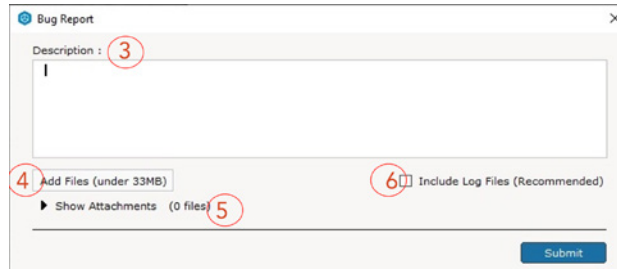 Bug Report
Description : 3
4 Add Files (under 33MB) 6 Include Log Files (Recommended)
Show Attachments (0 files) 5
Submit